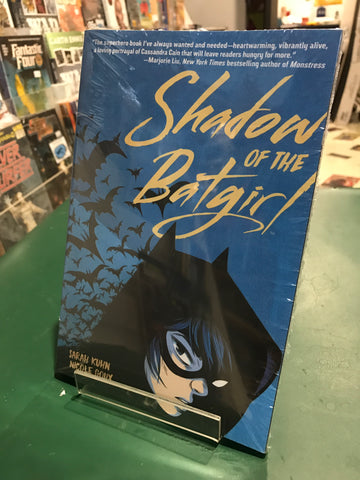 "The superhero book I've always wanted and needed—heartwarming, vibrantly alive,
a loving portrayal of Cassandra Cain that will leave readers hungry for more."
—Marjorie Liu, New York Times bestselling author of Monstress
Shadow
OF THE
Batgirl
SARAH KUHN
NICOLE GOUX
FANTASTIC
FOUR